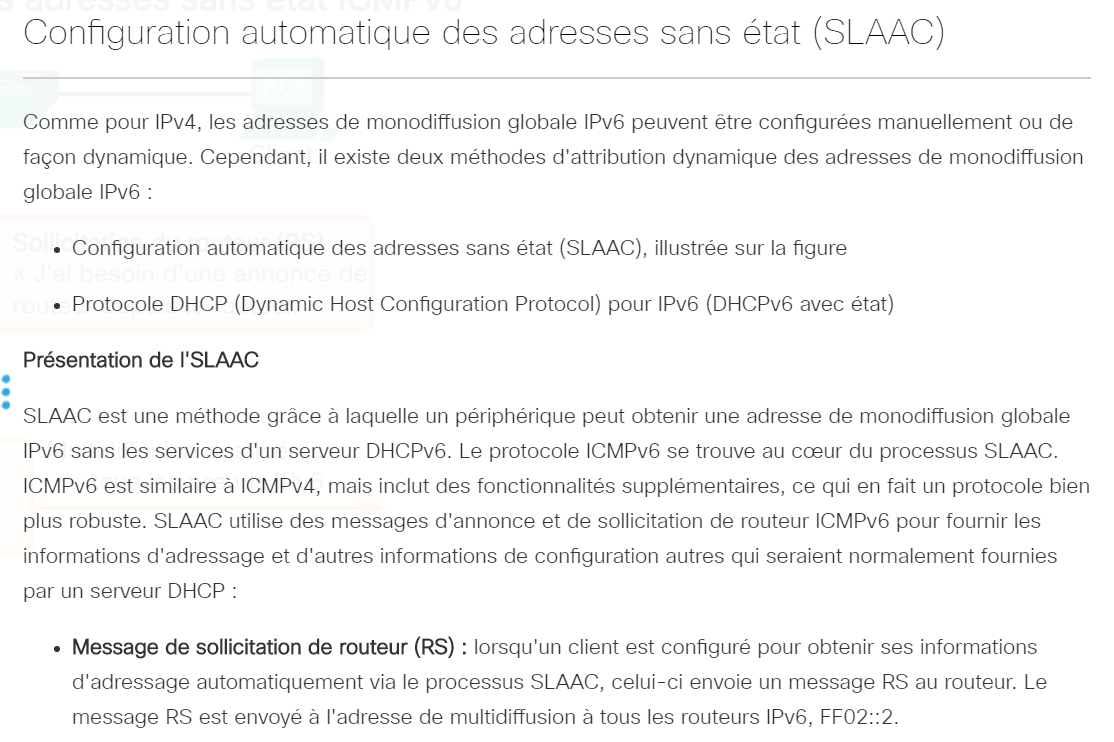 Configuration automatique des adresses sans état (SLAAC)
Comme pour IPv4, les adresses de monodiffusion globale IPv6 peuvent être configurées manuellement ou de
façon dynamique. Cependant, il existe deux méthodes d'attribution dynamique des adresses de monodiffusion
globale IPv6 :
• Configuration automatique des adresses sans état (SLAAC), illustrée sur la figure
• Protocole DHCP (Dynamic Host Configuration Protocol) pour IPv6 (DHCPv6 avec état)
Présentation de l'SLAAC
SLAAC est une méthode grâce à laquelle un périphérique peut obtenir une adresse de monodiffusion globale
IPv6 sans les services d'un serveur DHCPv6. Le protocole ICMPv6 se trouve au cœur du processus SLAAC.
ICMPv6 est similaire à ICMPv4, mais inclut des fonctionnalités supplémentaires, ce qui en fait un protocole bien
plus robuste. SLAAC utilise des messages d'annonce et de sollicitation de routeur ICMPv6 pour fournir les
informations d'adressage et d'autres informations de configuration autres qui seraient normalement fournies
par un serveur DHCP :
• Message de sollicitation de routeur (RS) : lorsqu'un client est configuré pour obtenir ses informations
d'adressage automatiquement via le processus SLAAC, celui-ci envoie un message RS au routeur. Le
message RS est envoyé à l'adresse de multidiffusion à tous les routeurs IPv6, FF02::2.